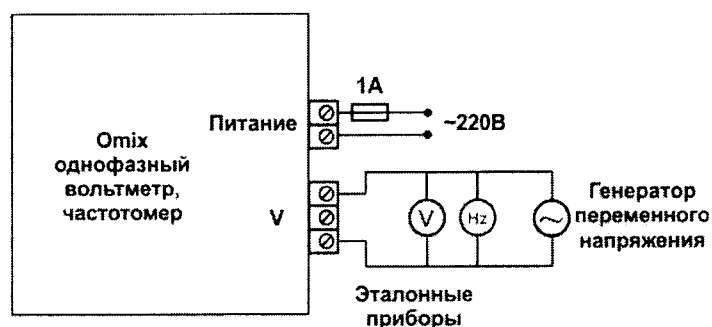 1А
Питание
~220В
Omix
однофазный
вольтметр,
частотомер
V
V
Hz
Генератор
переменного
напряжения
Эталонные
приборы